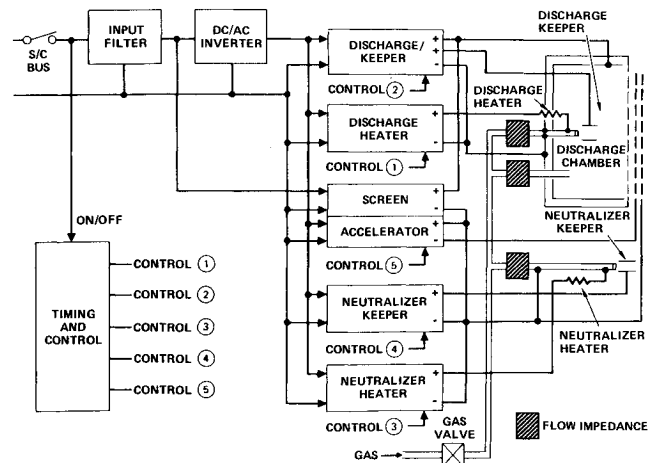 S/C
BUS
INPUT
FILTER
DC/AC
INVERTER
DISCHARGE/
KEEPER
+
+
-
CONTROL 2
DISCHARGE
HEATER
+
-
CONTROL 1
SCREEN
+
-
ACCELERATOR
+
-
CONTROL 5
NEUTRALIZER
KEEPER
+
-
CONTROL 4
NEUTRALIZER
HEATER
+
-
CONTROL 3
ON/OFF
TIMING
AND
CONTROL
CONTROL 1
CONTROL 2
CONTROL 3
CONTROL 4
CONTROL 5
DISCHARGE
KEEPER
DISCHARGE
HEATER
DISCHARGE
CHAMBER
NEUTRALIZER
KEEPER
NEUTRALIZER
HEATER
FLOW IMPEDANCE
GAS
VALVE
GAS